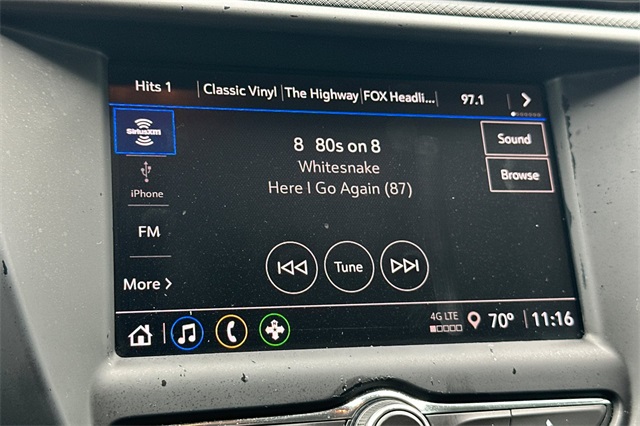 Hits 1 Classic Vinyl The Highway FOX Headli... 97.1
SiriusXM
8 80s on 8
Sound
Whitesnake
Browse
iPhone
Here I Go Again (87)
FM
More
Tune
4G LTE
70° 11:16